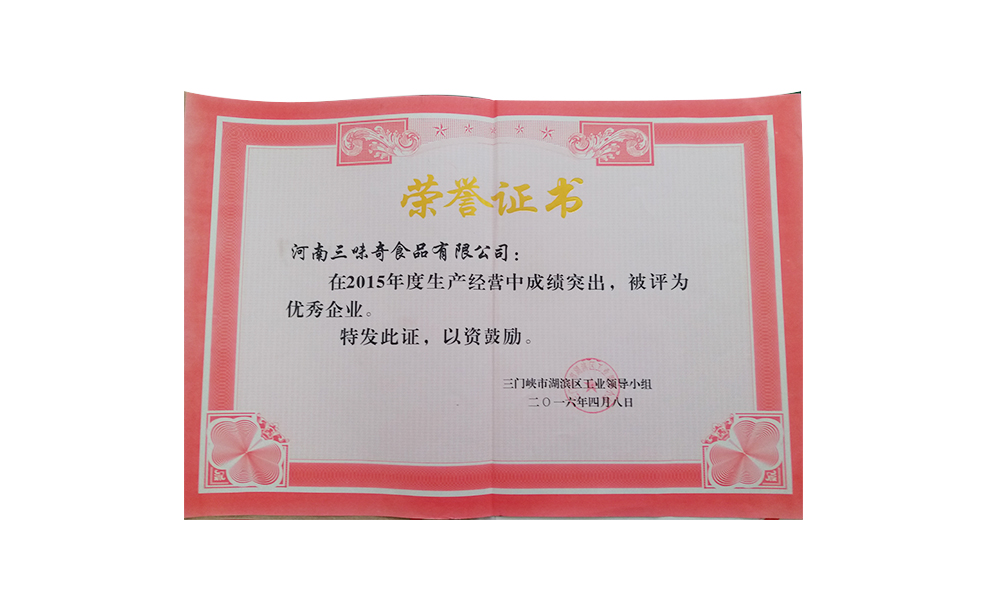 荣誉证书
河南三味奇食品有限公司：
在2015年度生产经营中成绩突出，被评为
优秀企业。
特发此证，以资鼓励。
三门峡市湖滨区工业领导小组
二〇一六年四月八日